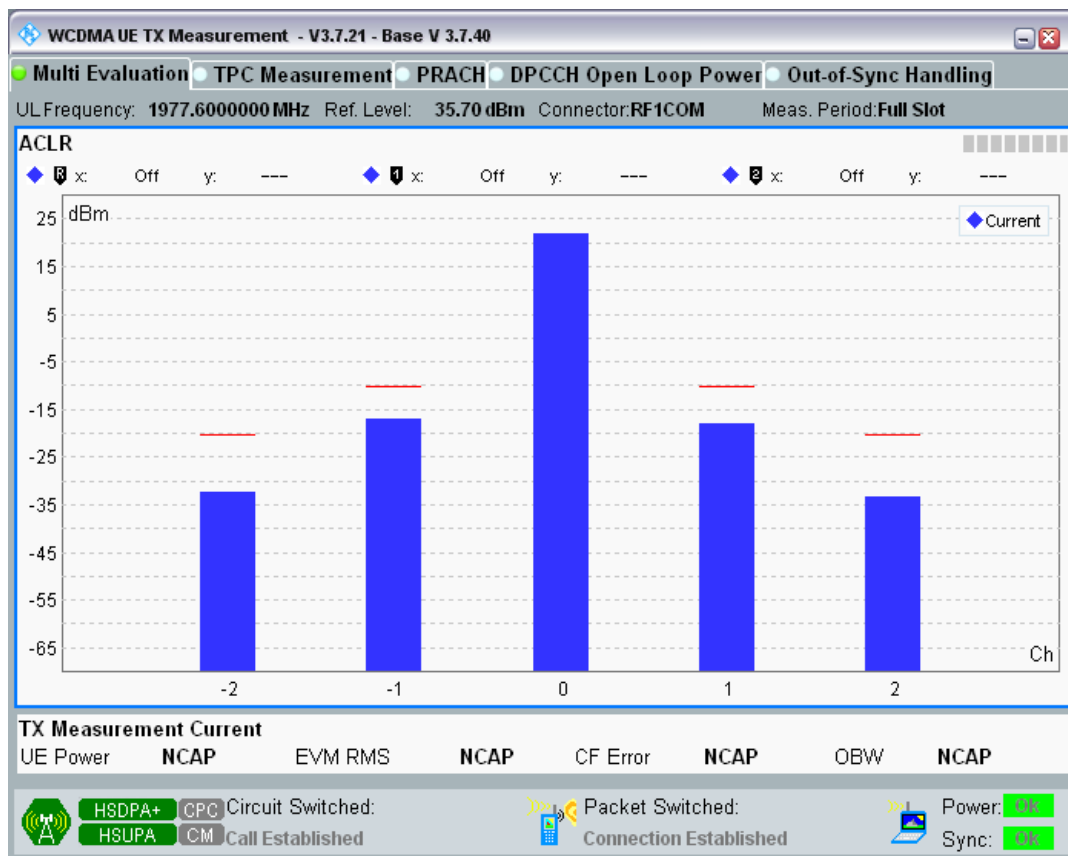 WCDMA UE TX Measurement - V3.7.21 - Base V 3.7.40
Multi Evaluation TPC Measurement PRACH DPCCH Open Loop Power Out-of-Sync Handling
UL Frequency: 1977.6000000 MHz Ref. Level: 35.70 dBm Connector:RF1COM Meas. Period:Full Slot
ACLR
R x: Off y: --- 1 x: Off y: --- 2 x: Off y: ---
dBm
Current
25
15
5
-5
-15
-25
-35
-45
-55
-65
Ch
-2 -1 0 1 2
TX Measurement Current
UE Power NCAP EVM RMS NCAP CF Error NCAP OBW NCAP
HSDPA+ CPC Circuit Switched: Packet Switched: Power: OK
HSUPA CM Call Established Connection Established Sync: OK